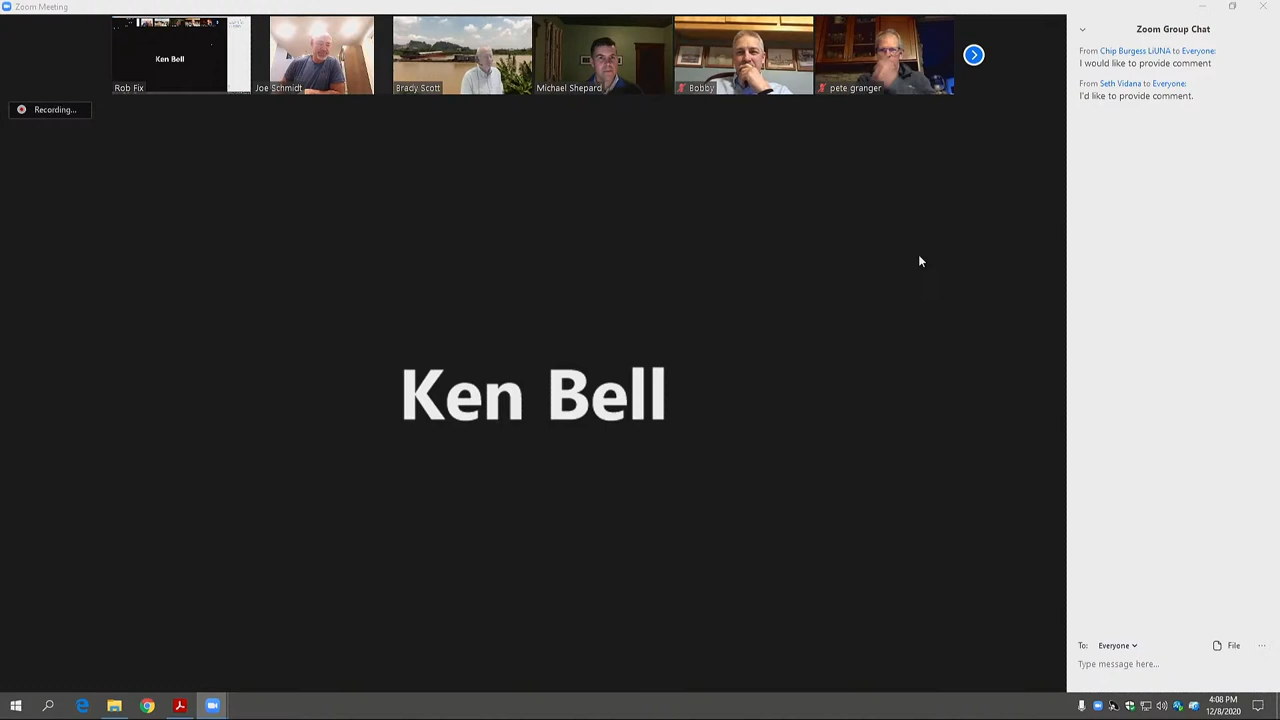 Zoom Meeting
Ken Bell
Rob Fix
Joe Schmidt
Brady Scott
Michael Shepard
Bobby
pete granger
Recording...
Ken Bell
Zoom Group Chat
From Chip Burgess LiUNA to Everyone:
I would like to provide comment
From Seth Vidana to Everyone:
I'd like to provide comment.
To: Everyone
File
Type message here...
4:08 PM
12/8/2020